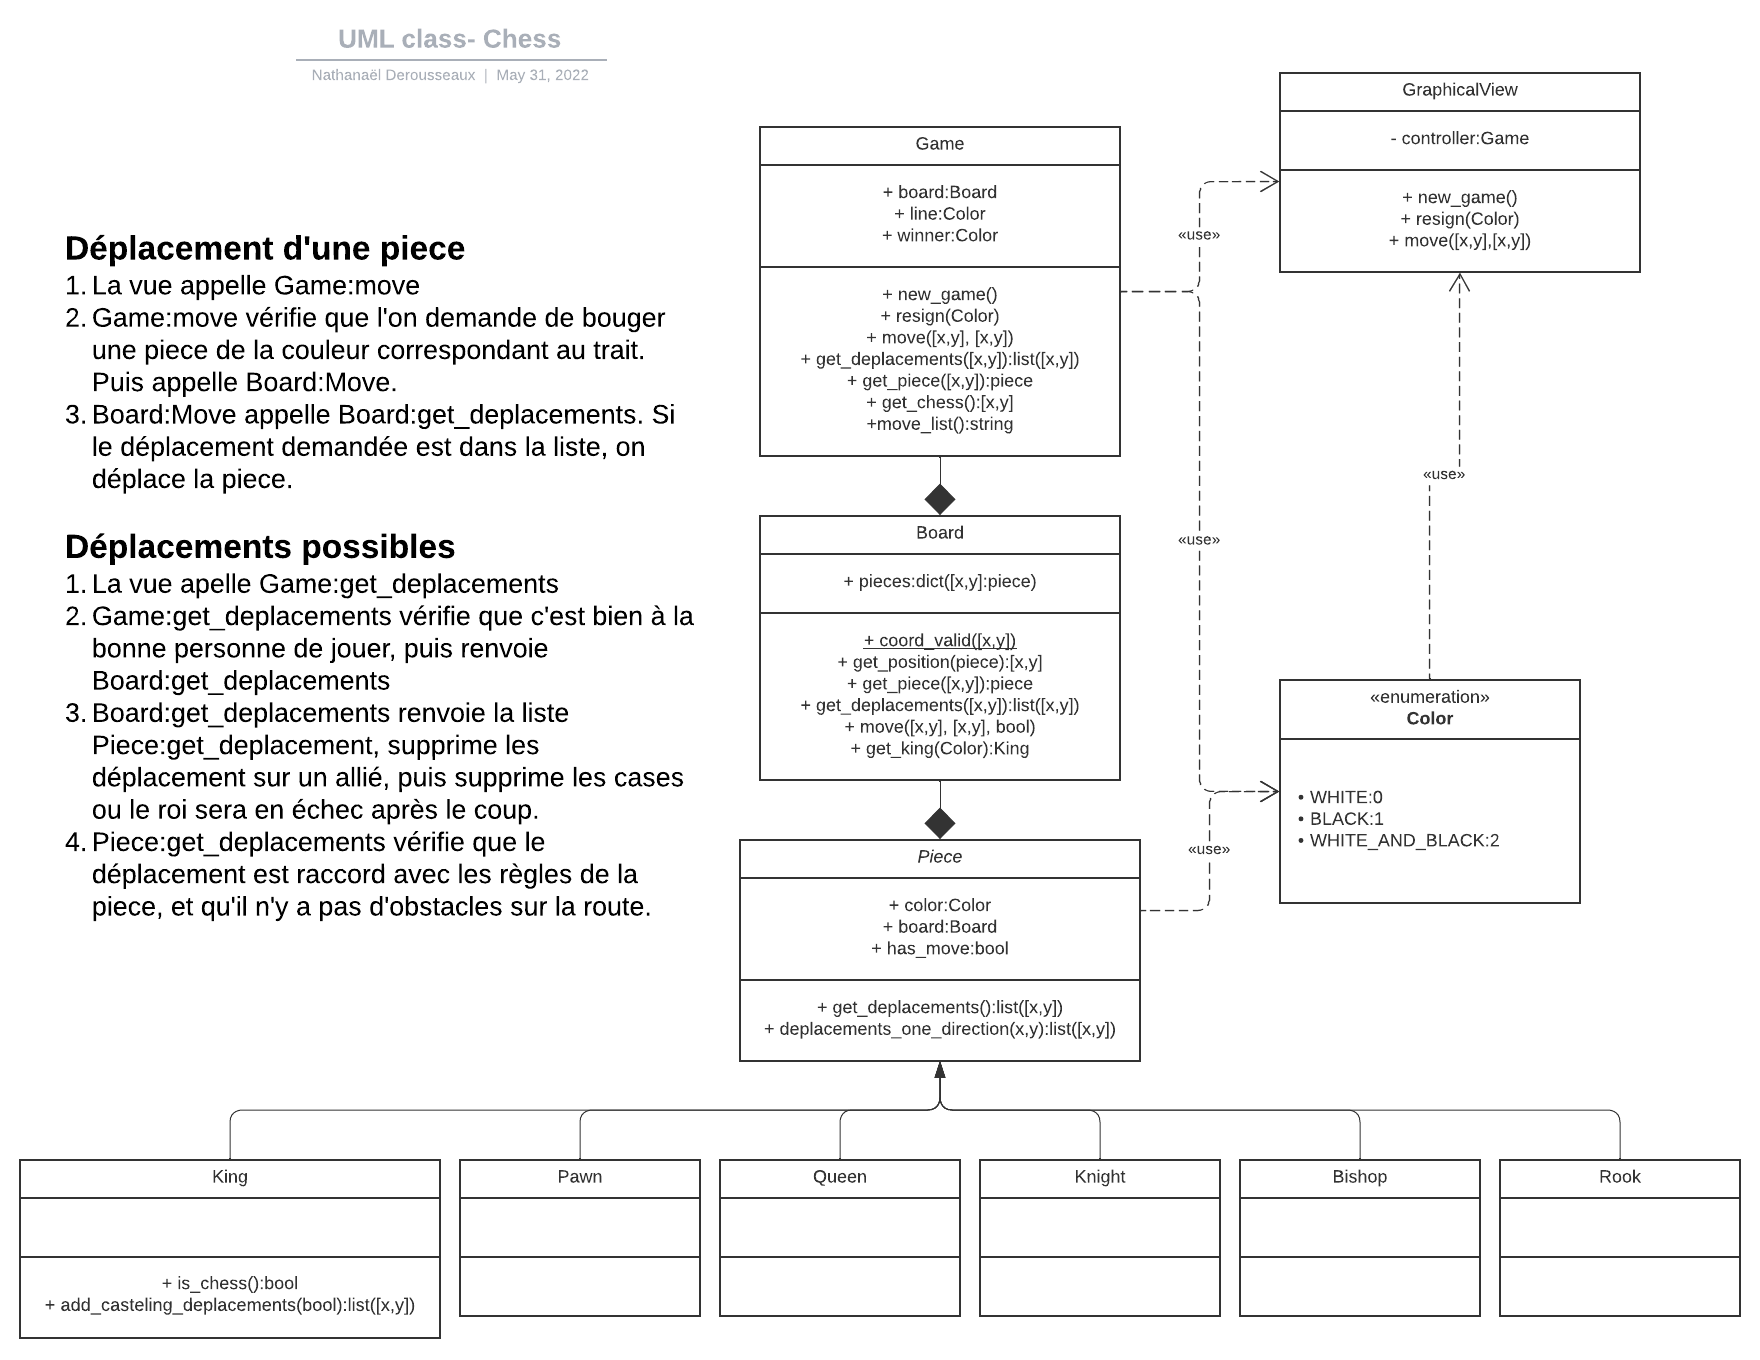 UML class- Chess
Nathanaël Derousseaux | May 31, 2022
Déplacement d'une piece
1. La vue appelle Game:move
2. Game:move vérifie que l'on demande de bouger
une piece de la couleur correspondant au trait.
Puis appelle Board:Move.
3. Board:Move appelle Board:get_deplacements. Si
le déplacement demandée est dans la liste, on
déplace la piece.
Déplacements possibles
1. La vue apelle Game:get_deplacements
2. Game:get_deplacements vérifie que c'est bien à la
bonne personne de jouer, puis renvoie
Board:get_deplacements
3. Board:get_deplacements renvoie la liste
Piece:get_deplacement, supprime les
déplacement sur un allié, puis supprime les cases
ou le roi sera en échec après le coup.
4. Piece:get_deplacements vérifie que le
déplacement est raccord avec les règles de la
piece, et qu'il n'y a pas d'obstacles sur la route.
Game
+ board:Board
+ line:Color
+ winner:Color
+ new_game()
+ resign(Color)
+ move([x,y], [x,y])
+ get_deplacements([x,y]):list([x,y])
+ get_piece([x,y]):piece
+ get_chess():[x,y]
+move_list():string
Board
+ pieces:dict([x,y]:piece)
+ coord_valid([x,y])
+ get_position(piece):[x,y]
+ get_piece([x,y]):piece
+ get_deplacements([x,y]):list([x,y])
+ move([x,y], [x,y], bool)
+ get_king(Color):King
Piece
+ color:Color
+ board:Board
+ has_move:bool
+ get_deplacements():list([x,y])
+ deplacements_one_direction(x,y):list([x,y])
«use»
«use»
«use»
GraphicalView
- controller:Game
+ new_game()
+ resign(Color)
+ move([x,y],[x,y])
«use»
«enumeration»
Color
• WHITE:0
• BLACK:1
• WHITE_AND_BLACK:2
King
+ is_chess():bool
+ add_casteling_deplacements(bool):list([x,y])
Pawn
Queen
Knight
Bishop
Rook